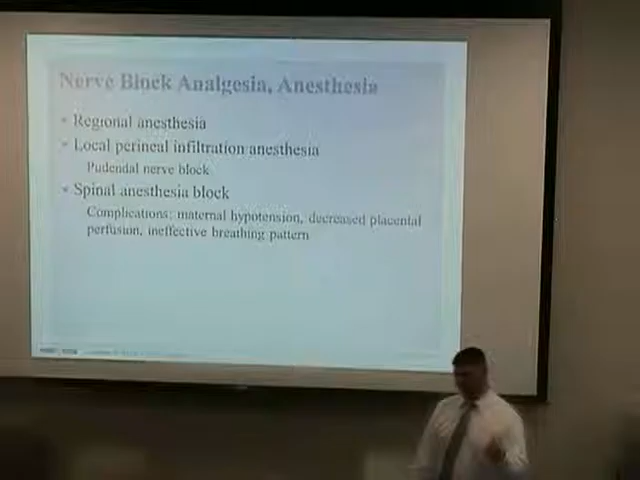 Nerve Block Analgesia, Anesthesia
• Regional anesthesia
• Local perineal infiltration anesthesia
Pudendal nerve block
• Spinal anesthesia block
Complications: maternal hypotension, decreased placental
perfusion, ineffective breathing pattern